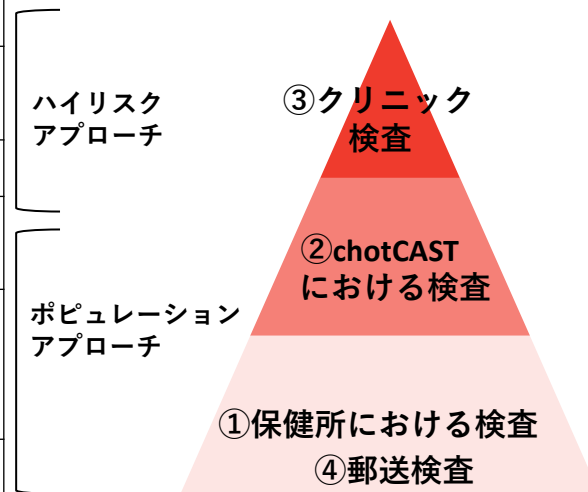 ハイリスク
アプローチ
③クリニック
検査
②chotCAST
における検査
ポピュレーション
アプローチ
①保健所における検査
④郵送検査